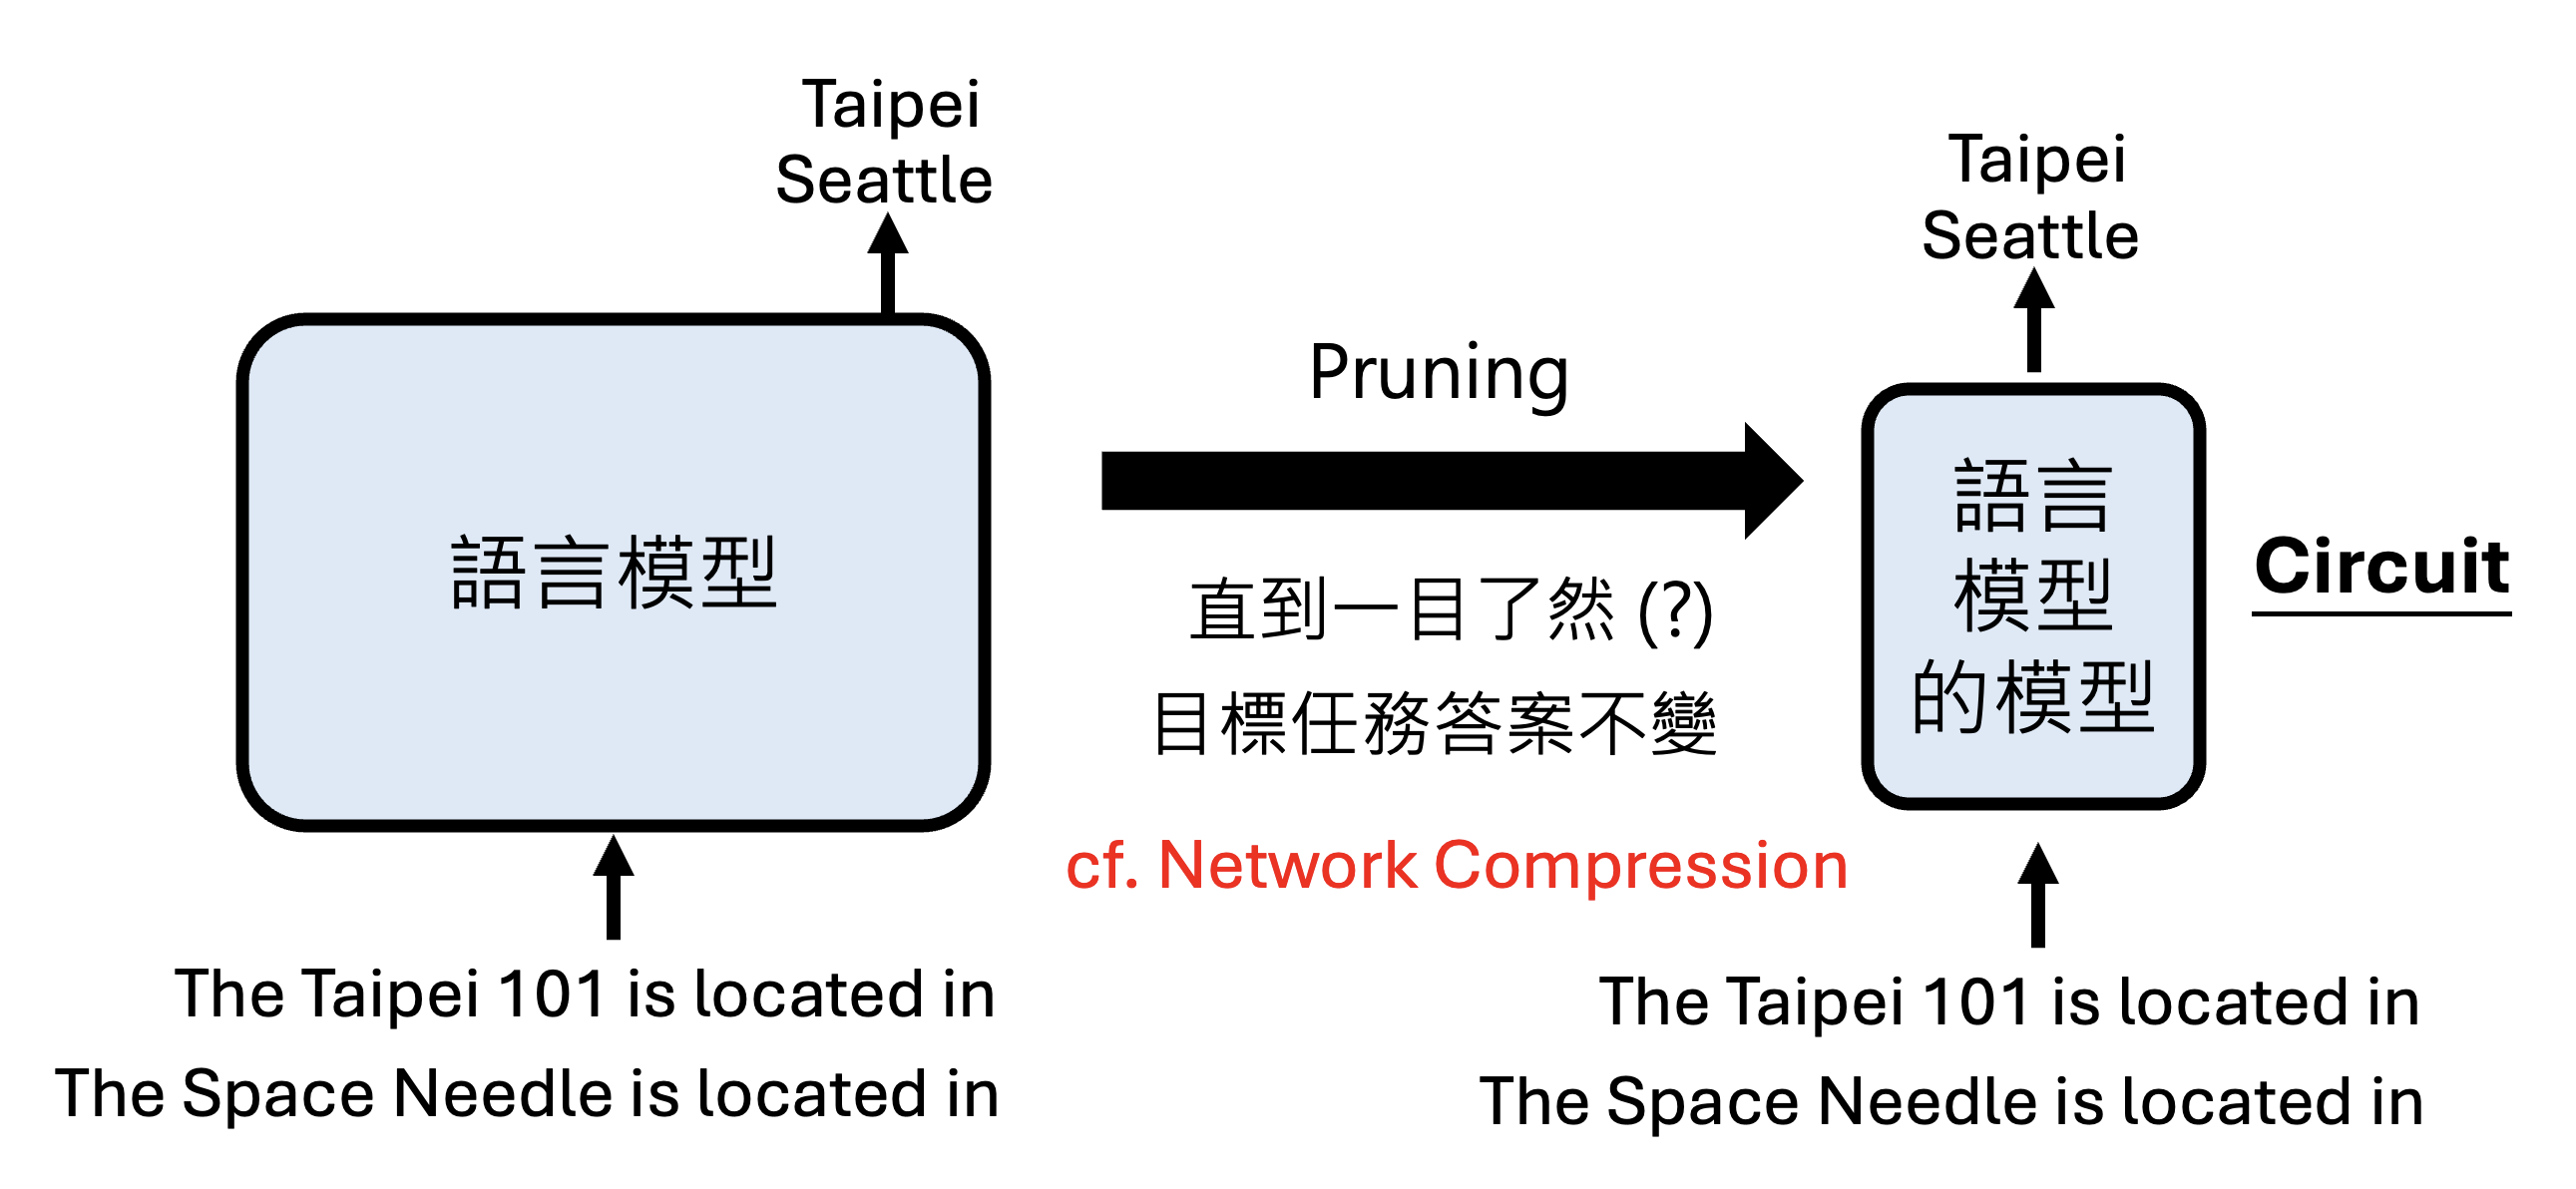 Taipei
Seattle
語言模型
The Taipei 101 is located in
The Space Needle is located in
Pruning
直到一目了然 (?)
目標任務答案不變
cf. Network Compression
Taipei
Seattle
語言
模型
的模型
Circuit
The Taipei 101 is located in
The Space Needle is located in